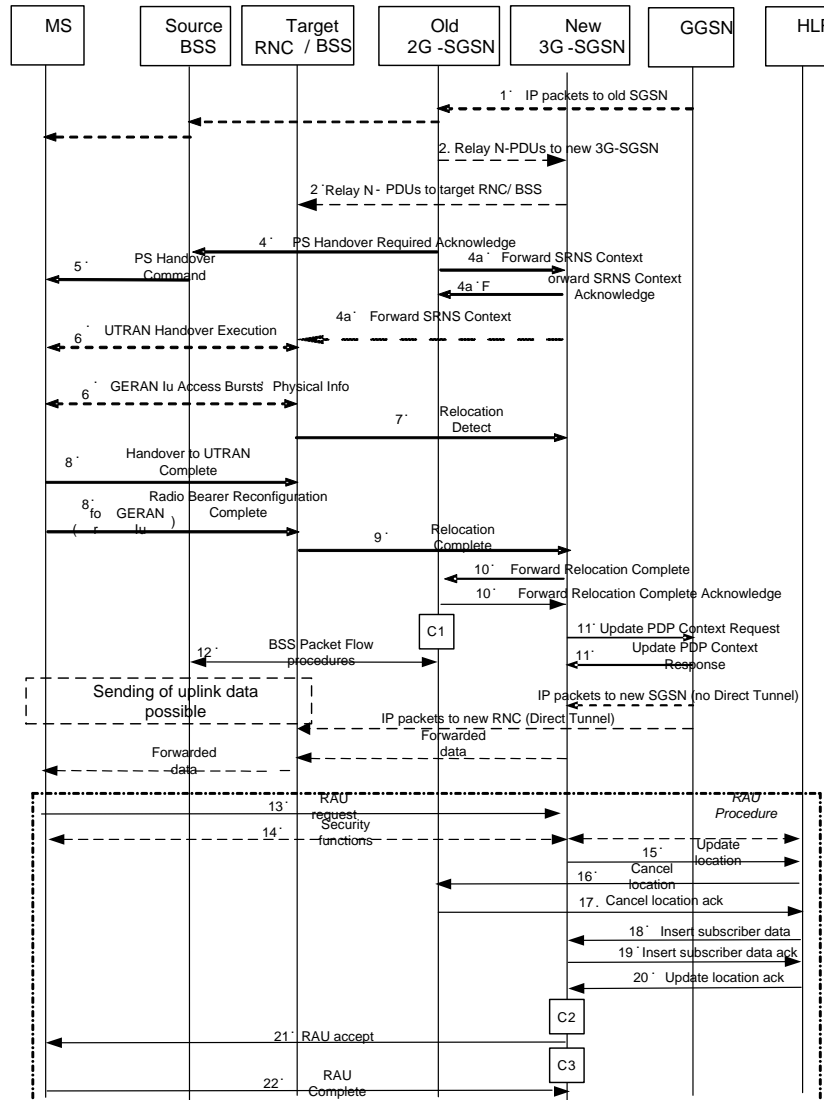 MS
Source
BSS
Target
RNC / BSS
Old
2G -SGSN
New
3G -SGSN
GGSN
HLR
1. IP packets to old SGSN
2. Relay N-PDUs to new 3G-SGSN
2. Relay N- PDUs to target RNC/ BSS
4. PS Handover Required Acknowledge
5. PS Handover
Command
4a. Forward SRNS Context
4a. F orward SRNS Context
Acknowledge
4a. Forward SRNS Context
6. UTRAN Handover Execution
6. GERAN Iu Access Bursts. Physical Info
7. Relocation
Detect
8. Handover to UTRAN
Complete
8. Radio Bearer Reconfiguration
Complete
( fo r GERAN Iu )
9. Relocation
Complete
10. Forward Relocation Complete
10. Forward Relocation Complete Acknowledge
C1
11. Update PDP Context Request
11. Update PDP Context
Response
12. BSS Packet Flow
procedures
Sending of uplink data
possible
IP packets to new SGSN (no Direct Tunnel)
IP packets to new RNC (Direct Tunnel)
Forwarded
data
Forwarded
data
13. RAU
request
RAU
Procedure
14. Security
functions
15. Update
location
16. Cancel
location
17. Cancel location ack
18. Insert subscriber data
19. Insert subscriber data ack
20. Update location ack
C2
21. RAU accept
C3
22. RAU
Complete